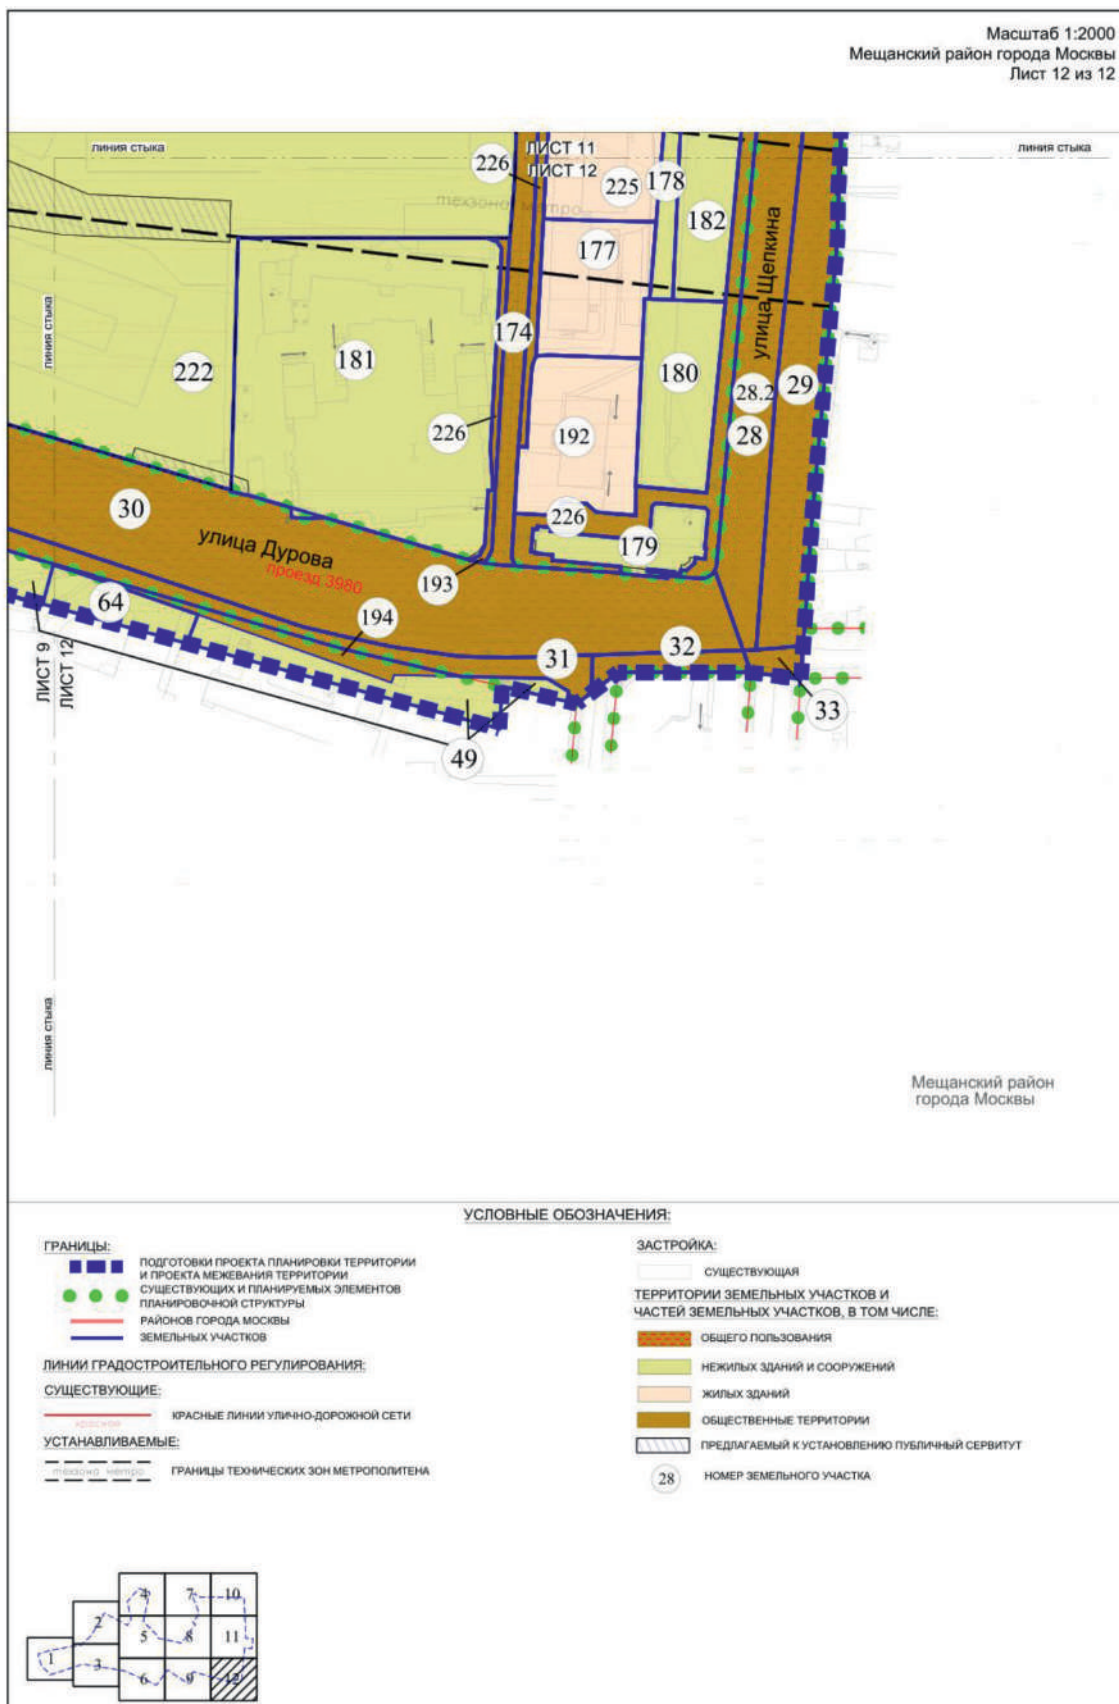 Масштаб 1:2000
Мещанский район города Москвы
Лист 12 из 12
линия стыка
ЛИСТ 11
линия стыка
226
ЛИСТ 12
225
178
182
техзона метро
177
улица Щепкина
линия стыка
174
222
181
180
29
28.2
226
192
28
30
226
улица Дурова
179
проезд 3980
193
64
194
ЛИСТ 9
ЛИСТ 12
31
32
33
49
линия стыка
Мещанский район
города Москвы
УСЛОВНЫЕ ОБОЗНАЧЕНИЯ:
ГРАНИЦЫ:
ПОДГОТОВКИ ПРОЕКТА ПЛАНИРОВКИ ТЕРРИТОРИИ
И ПРОЕКТА МЕЖЕВАНИЯ ТЕРРИТОРИИ
СУЩЕСТВУЮЩИХ И ПЛАНИРУЕМЫХ ЭЛЕМЕНТОВ
ПЛАНИРОВОЧНОЙ СТРУКТУРЫ
РАЙОНОВ ГОРОДА МОСКВЫ
ЗЕМЕЛЬНЫХ УЧАСТКОВ
ЛИНИИ ГРАДОСТРОИТЕЛЬНОГО РЕГУЛИРОВАНИЯ:
СУЩЕСТВУЮЩИЕ:
красная
КРАСНЫЕ ЛИНИИ УЛИЧНО-ДОРОЖНОЙ СЕТИ
УСТАНАВЛИВАЕМЫЕ:
техзона метро
ГРАНИЦЫ ТЕХНИЧЕСКИХ ЗОН МЕТРОПОЛИТЕНА
ЗАСТРОЙКА:
СУЩЕСТВУЮЩАЯ
ТЕРРИТОРИИ ЗЕМЕЛЬНЫХ УЧАСТКОВ И
ЧАСТЕЙ ЗЕМЕЛЬНЫХ УЧАСТКОВ, В ТОМ ЧИСЛЕ:
ОБЩЕГО ПОЛЬЗОВАНИЯ
НЕЖИЛЫХ ЗДАНИЙ И СООРУЖЕНИЙ
ЖИЛЫХ ЗДАНИЙ
ОБЩЕСТВЕННЫЕ ТЕРРИТОРИИ
ПРЕДЛАГАЕМЫЙ К УСТАНОВЛЕНИЮ ПУБЛИЧНЫЙ СЕРВИТУТ
28
НОМЕР ЗЕМЕЛЬНОГО УЧАСТКА
4
7
10
2
5
8
11
1
3
6
9
12